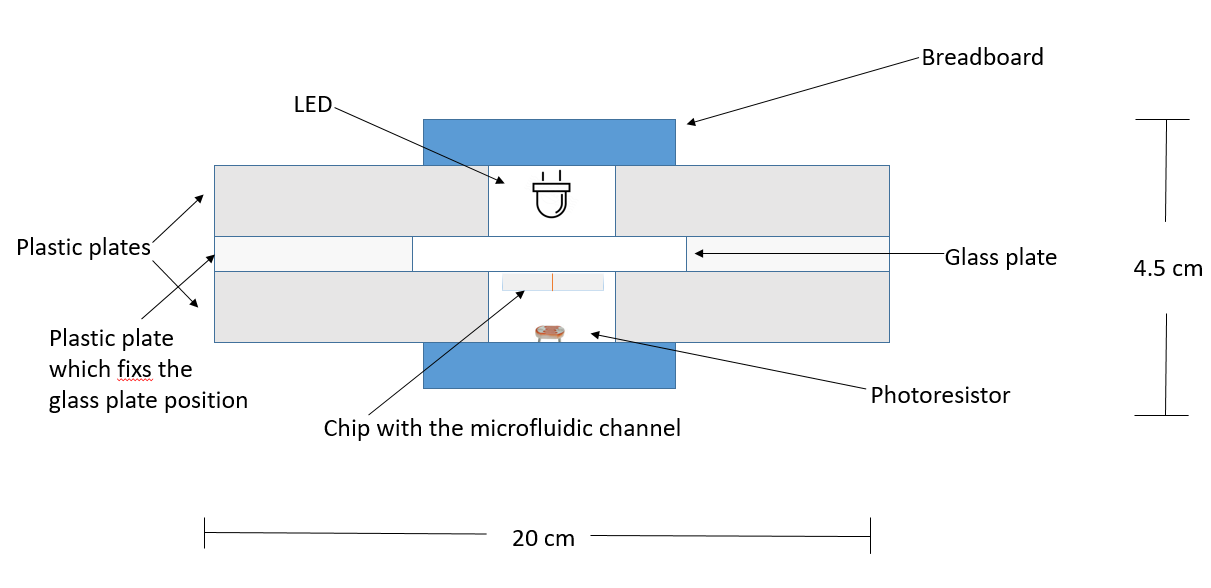 Breadboard
LED
Plastic plates
Glass plate
4.5 cm
Plastic plate
which fixs the
glass plate position
Photoresistor
Chip with the microfluidic channel
20 cm